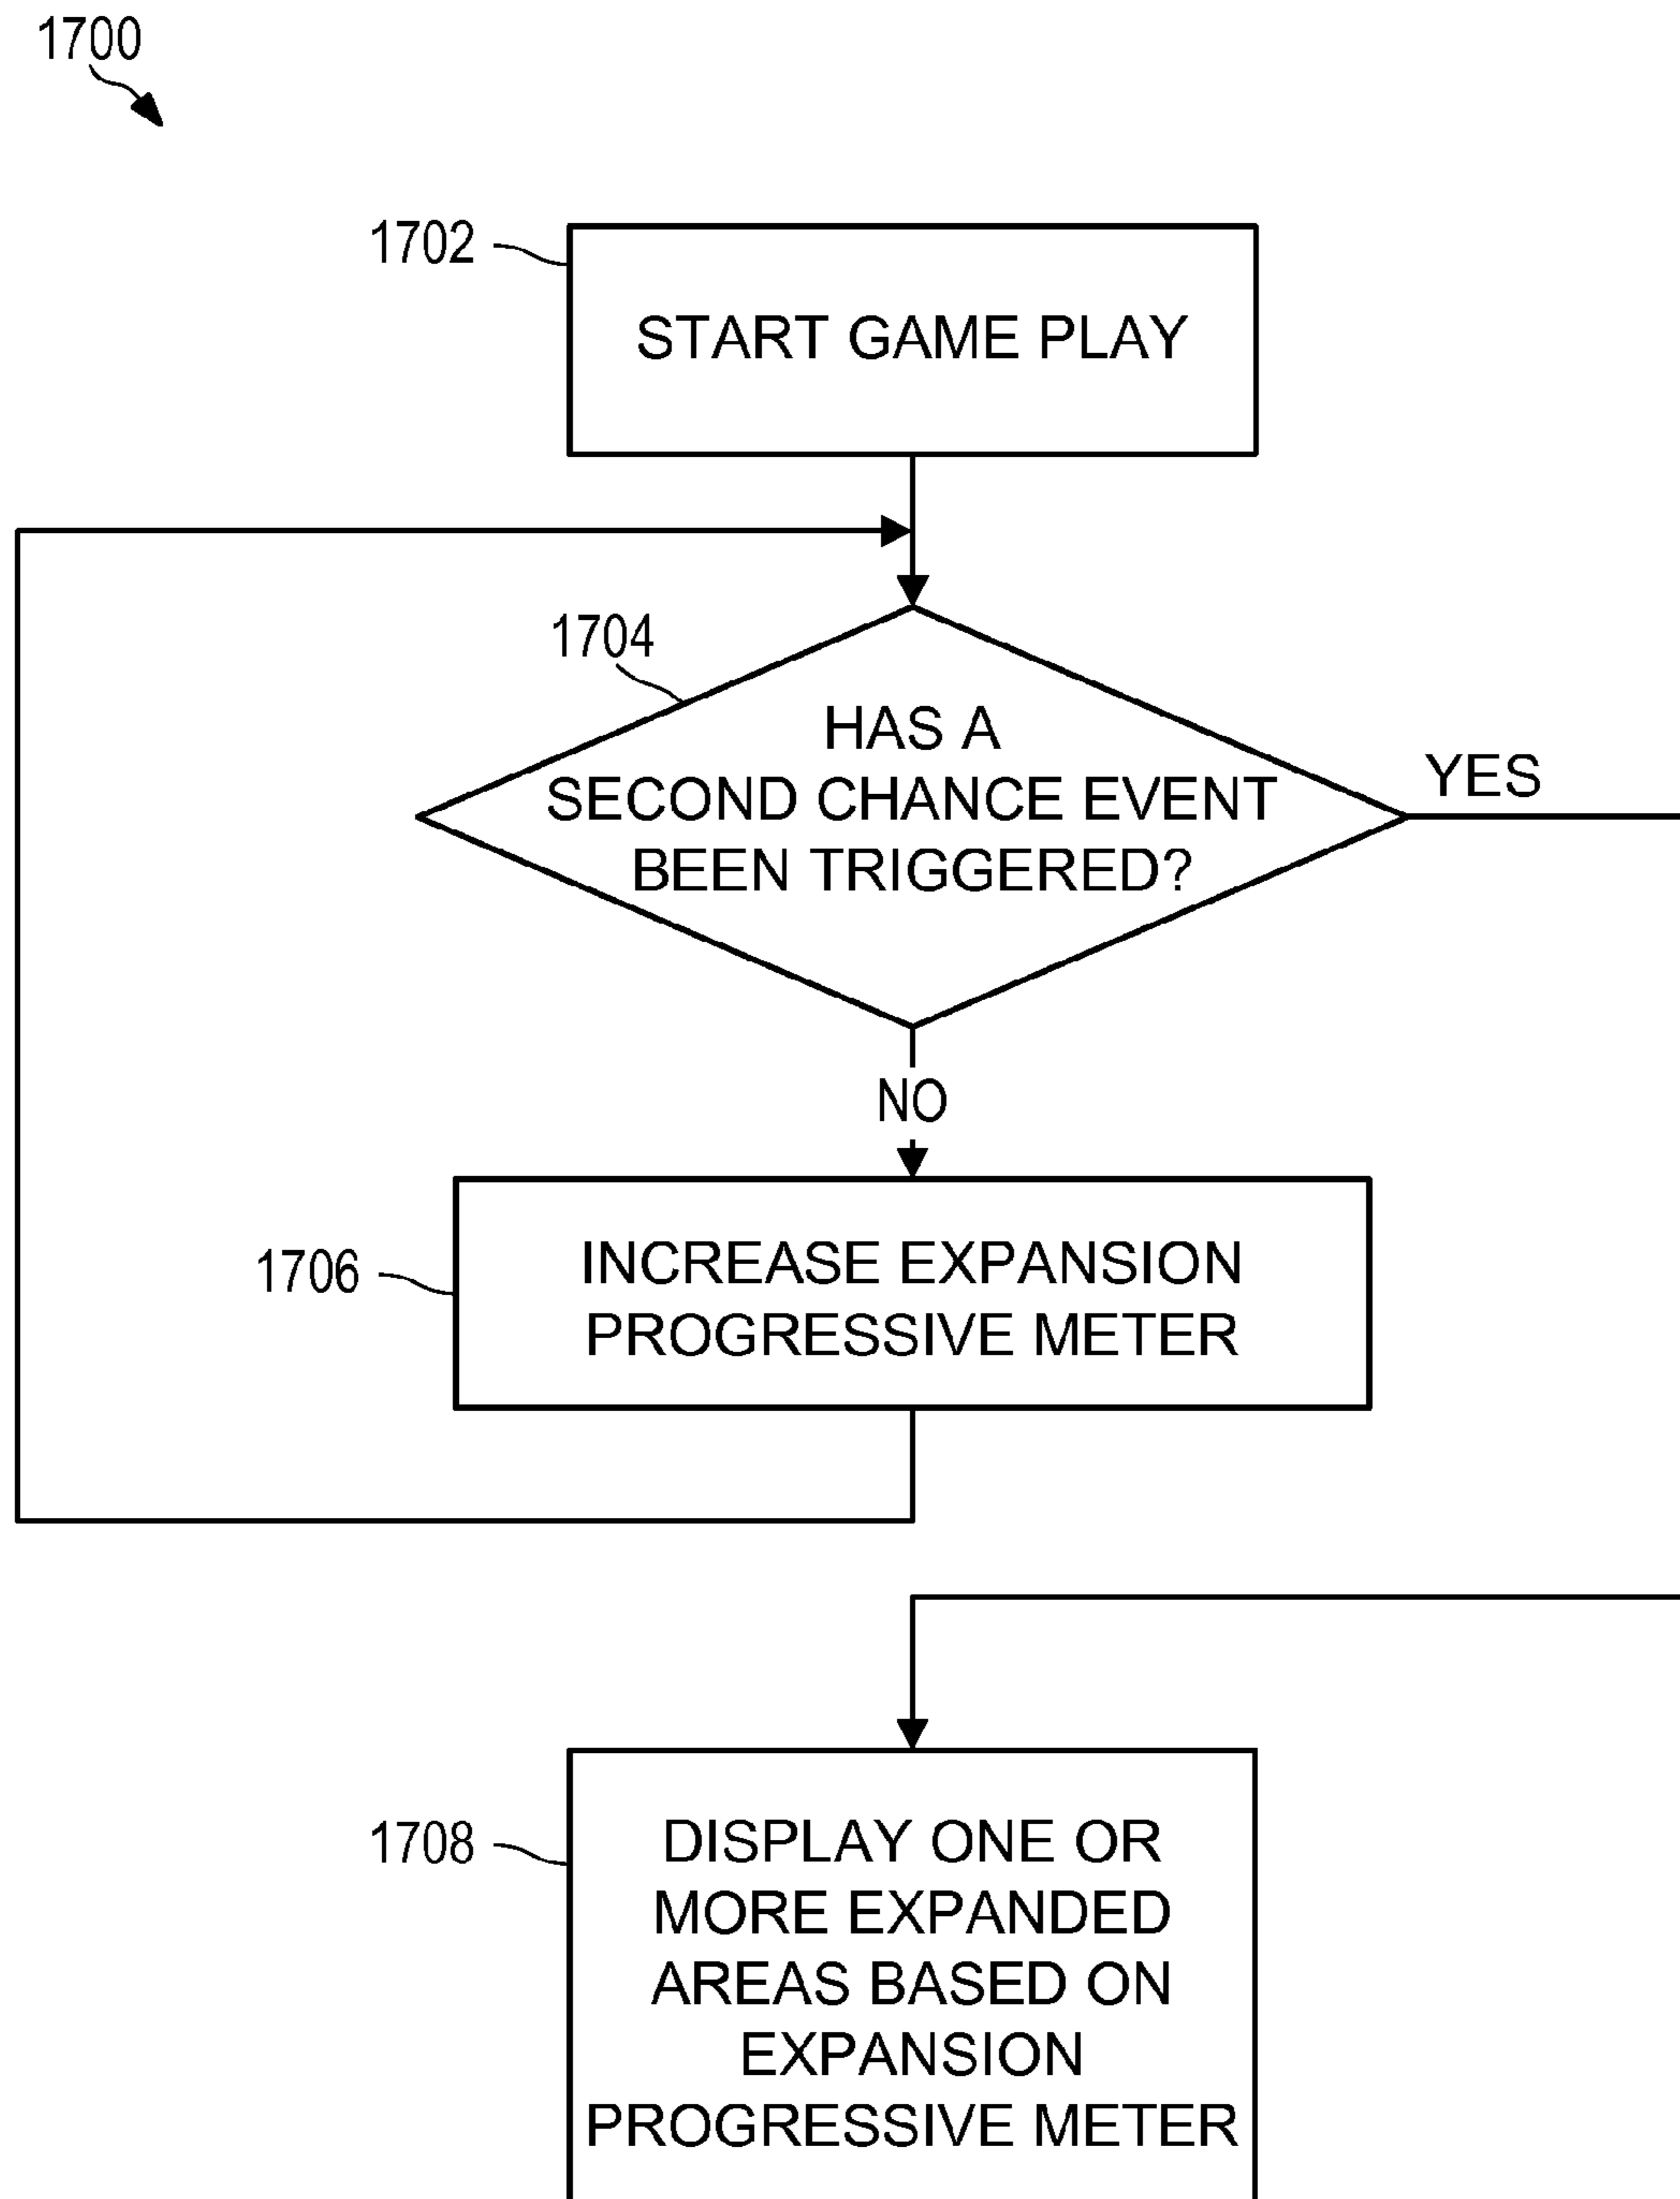 1700
1702
START GAME PLAY
1704
HAS A
SECOND CHANCE EVENT
BEEN TRIGGERED?
YES
NO
1706
INCREASE EXPANSION
PROGRESSIVE METER
1708
DISPLAY ONE OR
MORE EXPANDED
AREAS BASED ON
EXPANSION
PROGRESSIVE METER